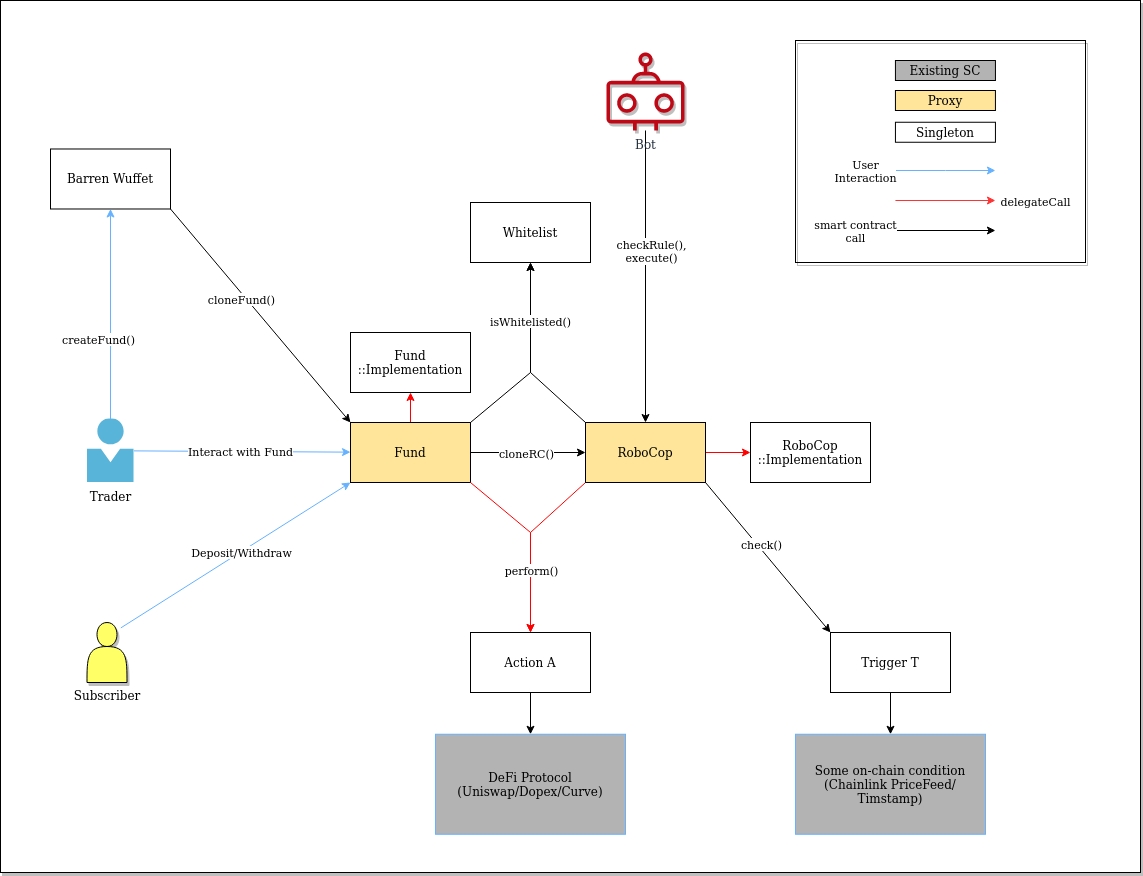 Existing SC
Proxy
Singleton
User
Interaction
delegateCall
smart contract
call
Bot
Barren Wuffet
Whitelist
checkRule(),
execute()
cloneFund()
isWhitelisted()
createFund()
Fund
::Implementation
Interact with Fund
Fund
cloneRC()
RoboCop
RoboCop
::Implementation
Trader
Deposit/Withdraw
check()
perform()
Subscriber
Action A
Trigger T
DeFi Protocol
(Uniswap/Dopex/Curve)
Some on-chain condition
(Chainlink PriceFeed/
Timstamp)